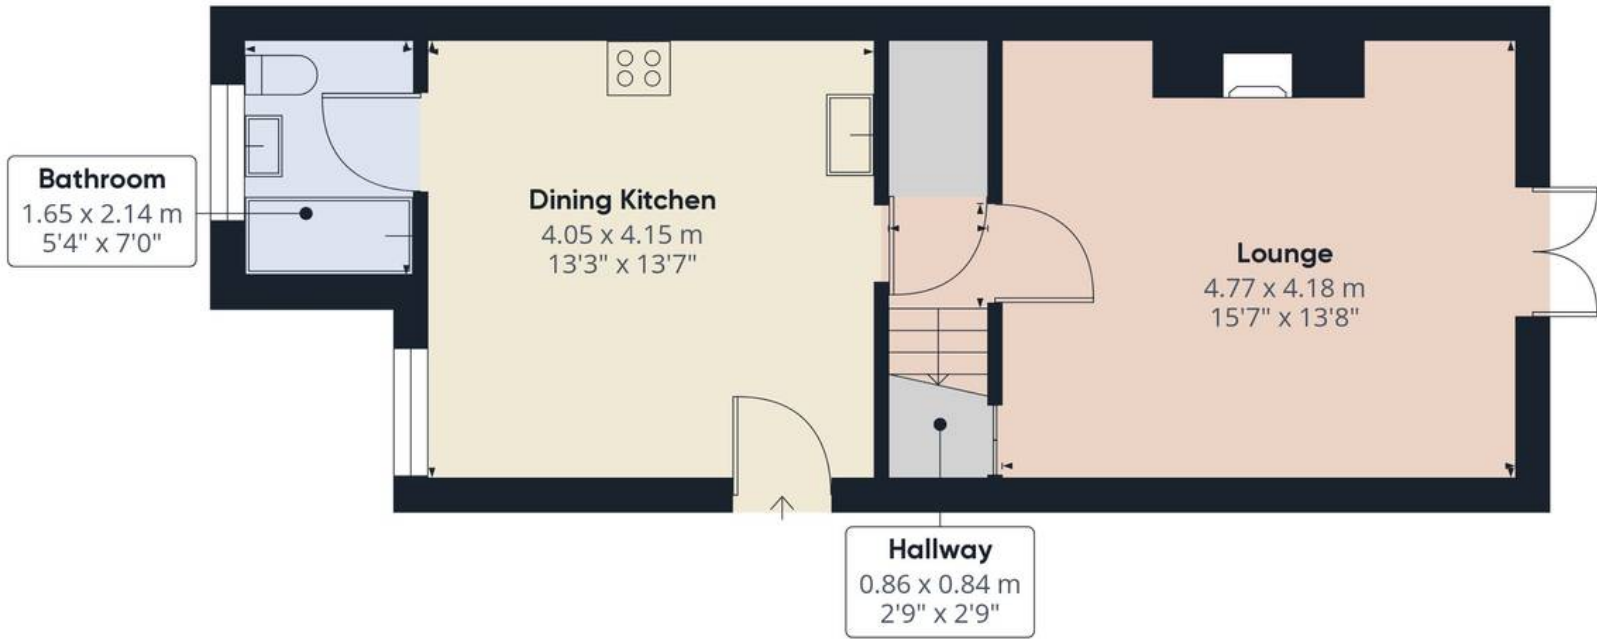 Bathroom
1.65 x 2.14 m
5'4" x 7'0"
Dining Kitchen
4.05 x 4.15 m
13'3" x 13'7"
Lounge
4.77 x 4.18 m
15'7" x 13'8"
Hallway
0.86 x 0.84 m
2'9" x 2'9"